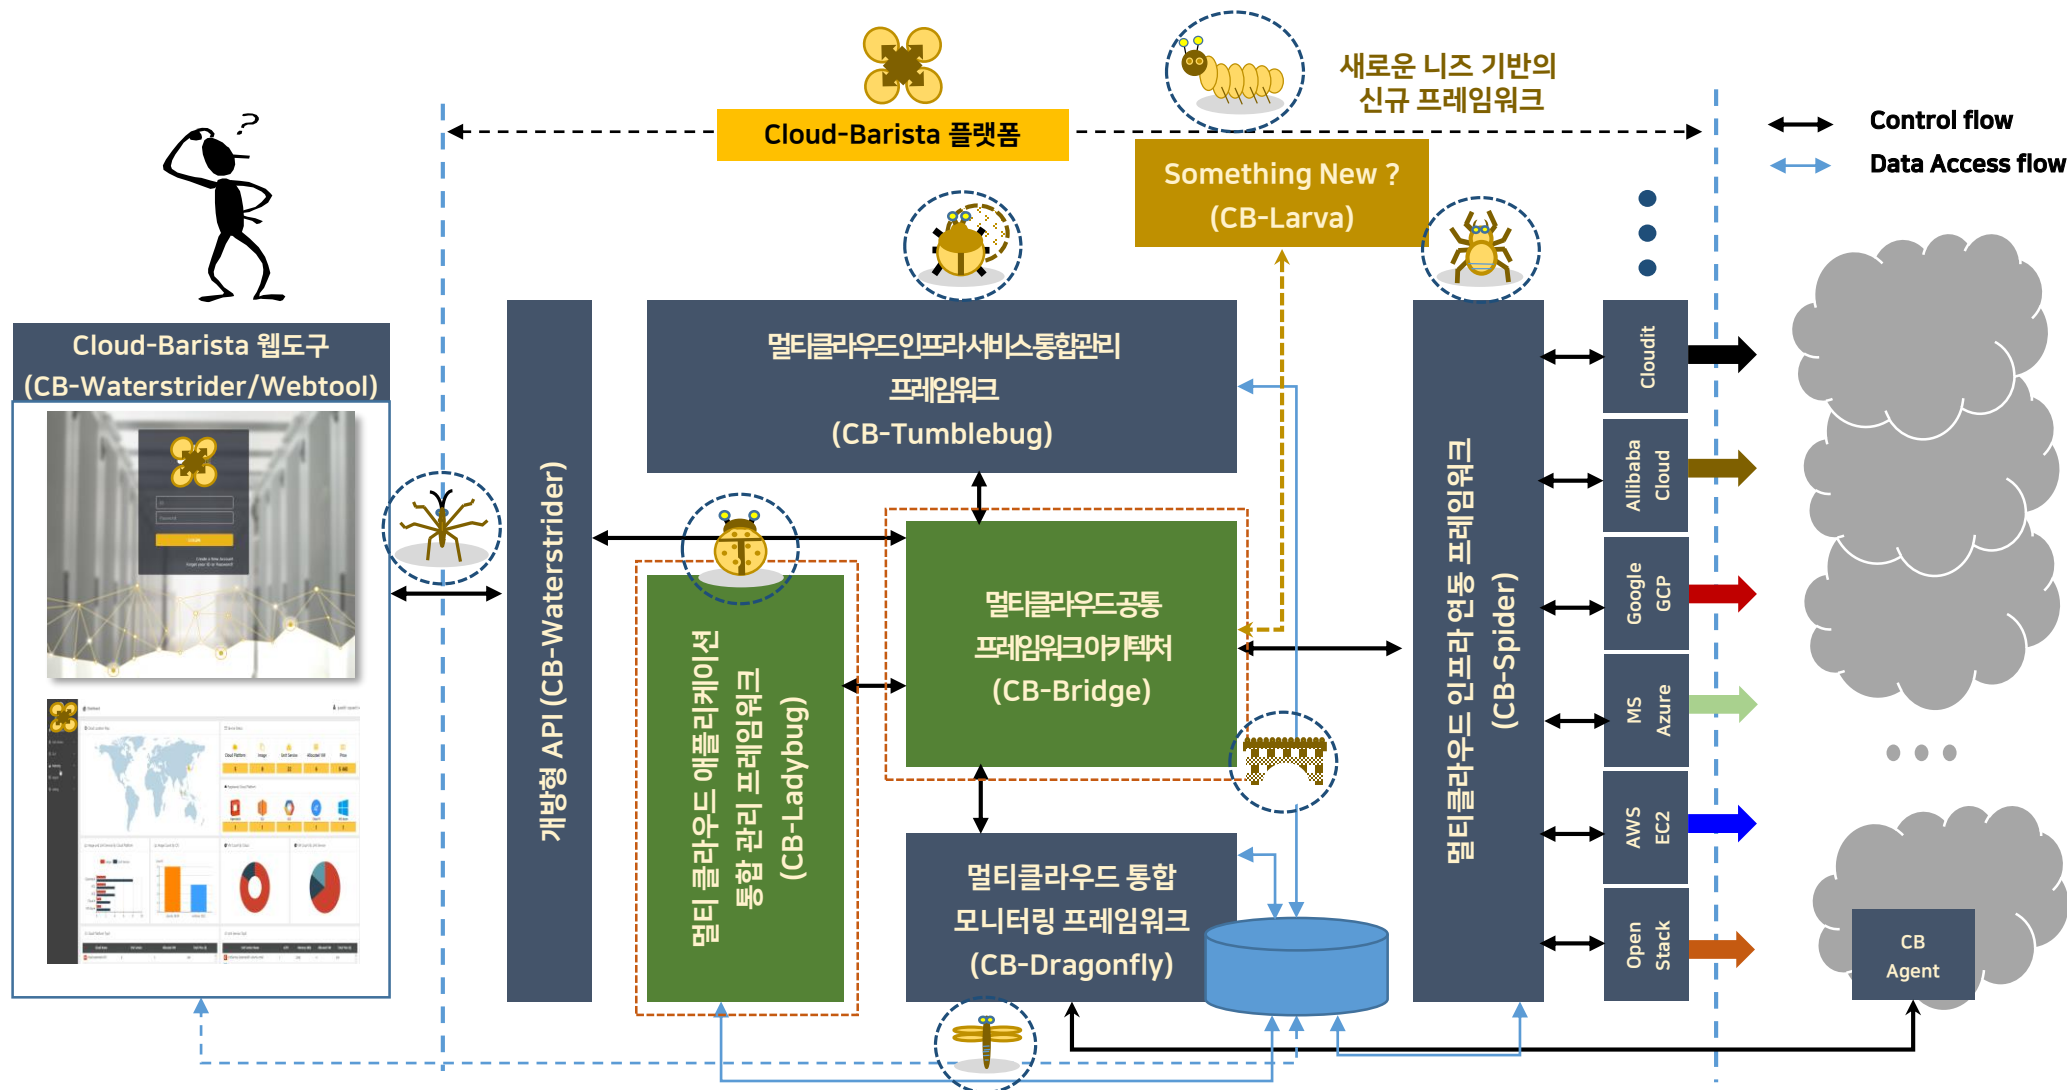 새로운 니즈 기반의
신규 프레임워크
Cloud-Barista 플랫폼
Control flow
Data Access flow
Something New ?
(CB-Larva)
?
Cloud-Barista 웹도구
(CB-Waterstrider/Webtool)
개방형 API (CB-Waterstrider)
멀티클라우드 인프라 서비스 통합관리
프레임워크
(CB-Tumblebug)
멀티 클라우드 애플리케이션
통합 관리 프레임워크
(CB-Ladybug)
멀티클라우드 공통
프레임워크 아키텍처
(CB-Bridge)
멀티클라우드 통합
모니터링 프레임워크
(CB-Dragonfly)
멀티클라우드 인프라 연동 프레임워크
(CB-Spider)
Cloudit
Allibaba
Cloud
Google
GCP
MS
Azure
AWS
EC2
Open
Stack
CB
Agent